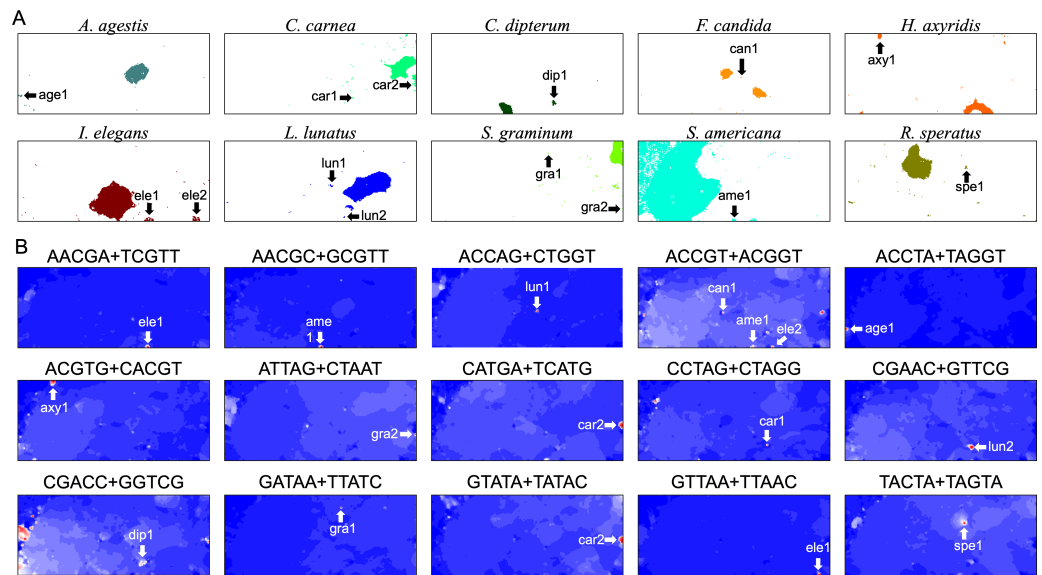 A
A. agestis C. carnea C. dipterum F. candida H. axyridis
age1 car1 car2 dip1 can1 axy1
I. elegans L. lunatus S. graminum S. americana R. speratus
ele1 ele2 lun1 lun2 gra1 gra2 ame1 spe1
B
AACGA+TCGTT AACGC+GCGTT ACCAG+CTGGT ACCGT+ACGGT ACCTA+TAGGT
ele1 ame
1 lun1 can1 ame1 ele2 age1
ACGTG+CACGT ATTAG+CTAAT CATGA+TCATG CCTAG+CTAGG CGAAC+GTTCG
axy1 gra2 car2 car1 lun2
CGACC+GGTCG GATAA+TTATC GTATA+TATAC GTTAA+TTAAC TACTA+TAGTA
dip1 gra1 car2 ele1 spe1